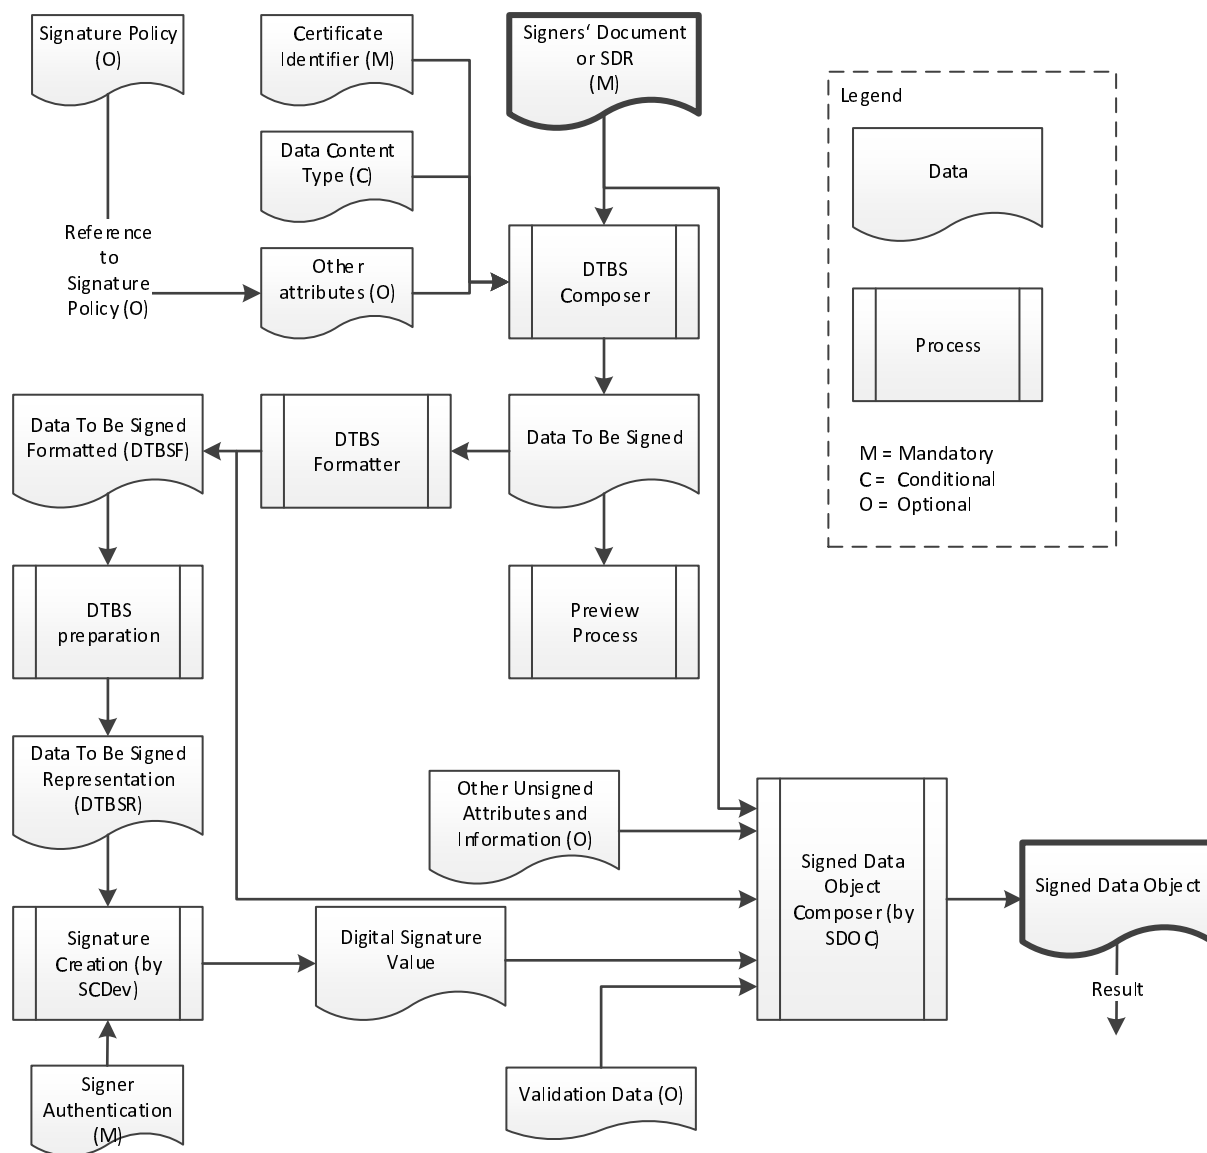 Signature Policy
(O)
Certificate
Identifier (M)
Signers‘ Document
or SDR
(M)
Legend
Data
Data Content
Type (C)
Reference
to
Signature
Policy (O)
Other
attributes (O)
DTBS
Composer
Process
Data To Be Signed
Formatted (DTBSF)
DTBS
Formatter
Data To Be Signed
M = Mandatory
C = Conditional
O = Optional
DTBS
preparation
Preview
Process
Data To Be Signed
Representation
(DTBSR)
Other Unsigned
Attributes and
Information (O)
Signed Data
Object
Composer (by
SDOC)
Signed Data Object
Signature
Creation (by
SCDev)
Digital Signature
Value
Result
Signer
Authentication
(M)
Validation Data (O)